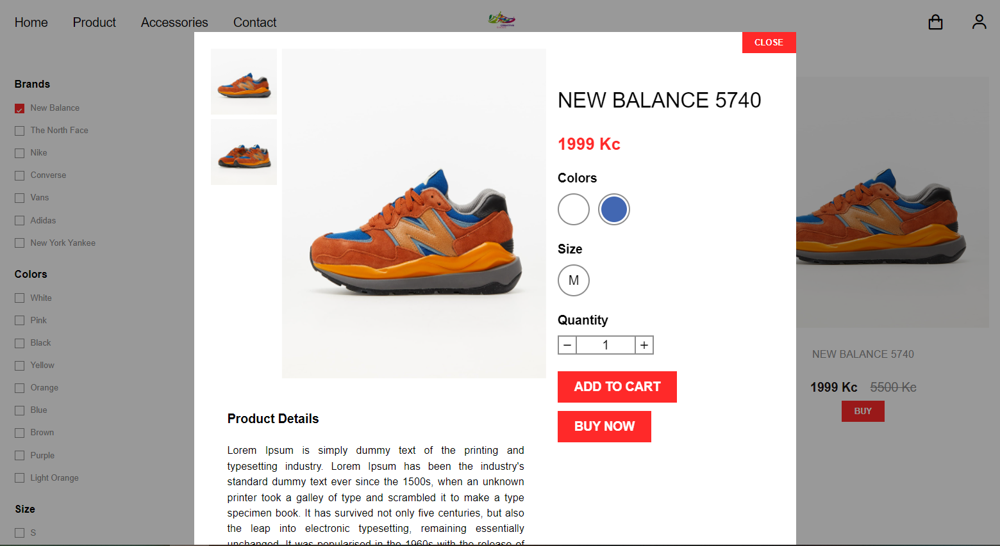 Home Product Accessories Contact
CREATIVE
CLOSE
Brands
New Balance
The North Face
Nike
Converse
Vans
Adidas
New York Yankee
Colors
White
Pink
Black
Yellow
Orange
Blue
Brown
Purple
Light Orange
Size
S
NEW BALANCE 5740
1999 Kc
Colors
Size
M
Quantity
− 1 +
ADD TO CART
BUY NOW
Product Details
Lorem Ipsum is simply dummy text of the printing and
typesetting industry. Lorem Ipsum has been the industry's
standard dummy text ever since the 1500s, when an unknown
printer took a galley of type and scrambled it to make a type
specimen book. It has survived not only five centuries, but also
the leap into electronic typesetting, remaining essentially
unchanged. It was popularised in the 1960s with the release of
NEW BALANCE 5740
1999 Kc 5500 Kc
BUY